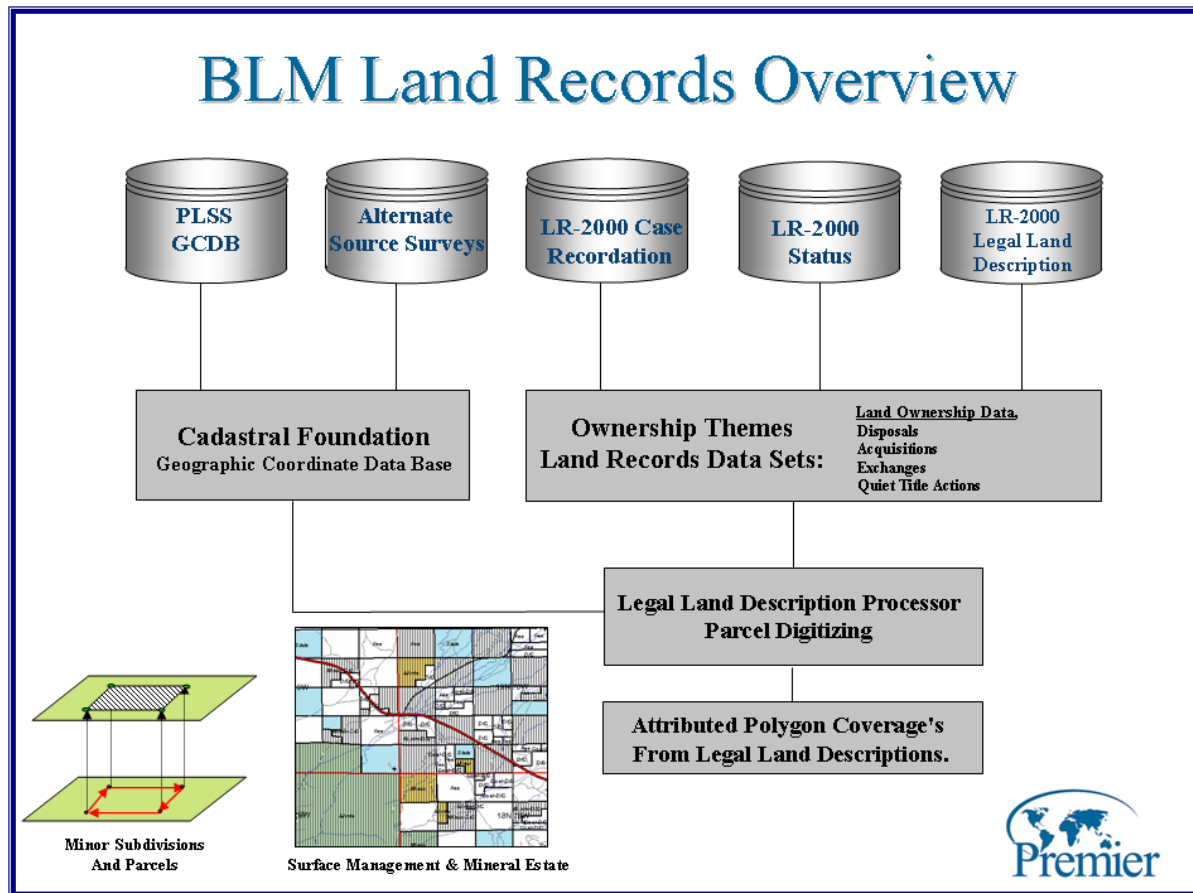 BLM Land Records Overview
PLSS
GCDB
Alternate
Source Surveys
LR-2000 Case
Recordation
LR-2000
Status
LR-2000
Legal Land
Description
Cadastral Foundation
Geographic Coordinate Data Base
Ownership Themes
Land Records Data Sets:
Land Ownership Data,
Disposals
Acquisitions
Exchanges
Quiet Title Actions
Legal Land Description Processor
Parcel Digitizing
Attributed Polygon Coverage's
From Legal Land Descriptions.
Minor Subdivisions
And Parcels
Surface Management & Mineral Estate
Premier